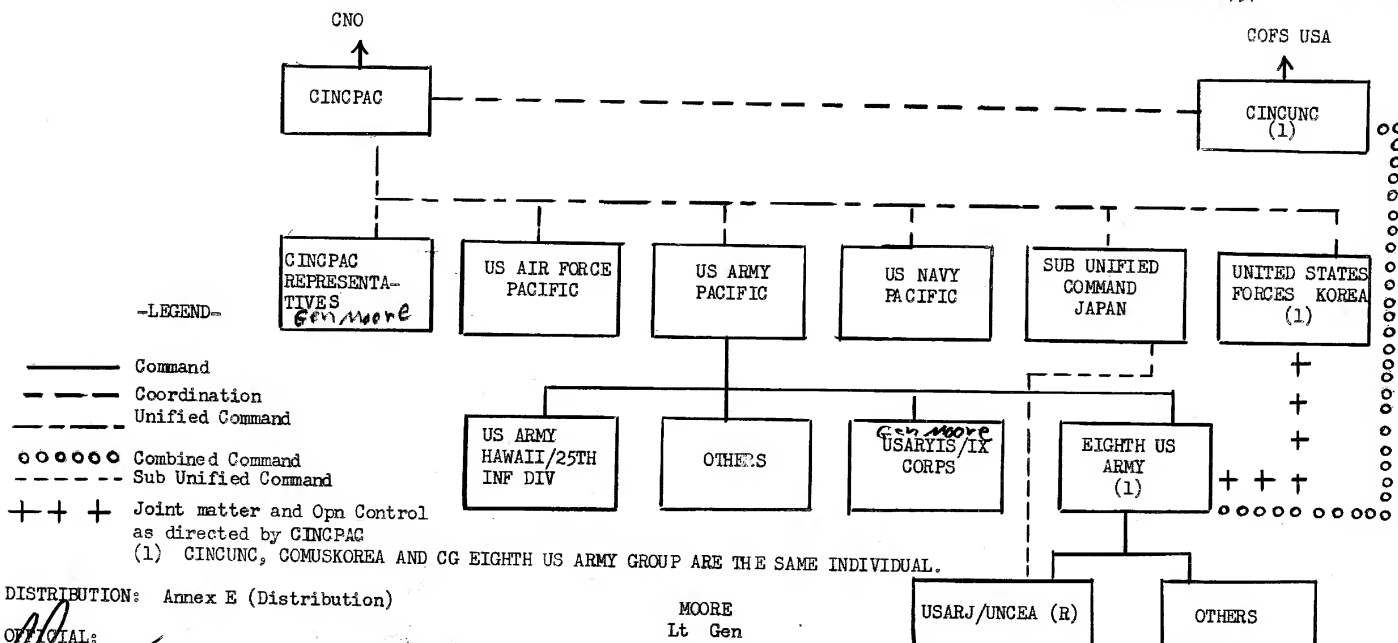 CNO
COFS USA
CINCPAC
CINCUNC
(1)
CINCPAC
REPRESENTA-
TIVES
Gen Moore
US AIR FORCE
PACIFIC
US ARMY
PACIFIC
US NAVY
PACIFIC
SUB UNIFIED
COMMAND
JAPAN
UNITED STATES
FORCES KOREA
(1)
-LEGEND-
Command
Coordination
Unified Command
Combined Command
Sub Unified Command
Joint matter and Opn Control
as directed by CINCPAC
US ARMY
HAWAII/25TH
INF DIV
OTHERS
Gen Moore
USARYIS/IX
CORPS
EIGHTH US
ARMY
(1)
(1) CINCUNC, COMUSKOREA AND CG EIGHTH US ARMY GROUP ARE THE SAME INDIVIDUAL.
DISTRIBUTION: Annex E (Distribution)
OFFICIAL:
MOORE
Lt Gen
USARJ/UNCEA (R)
OTHERS